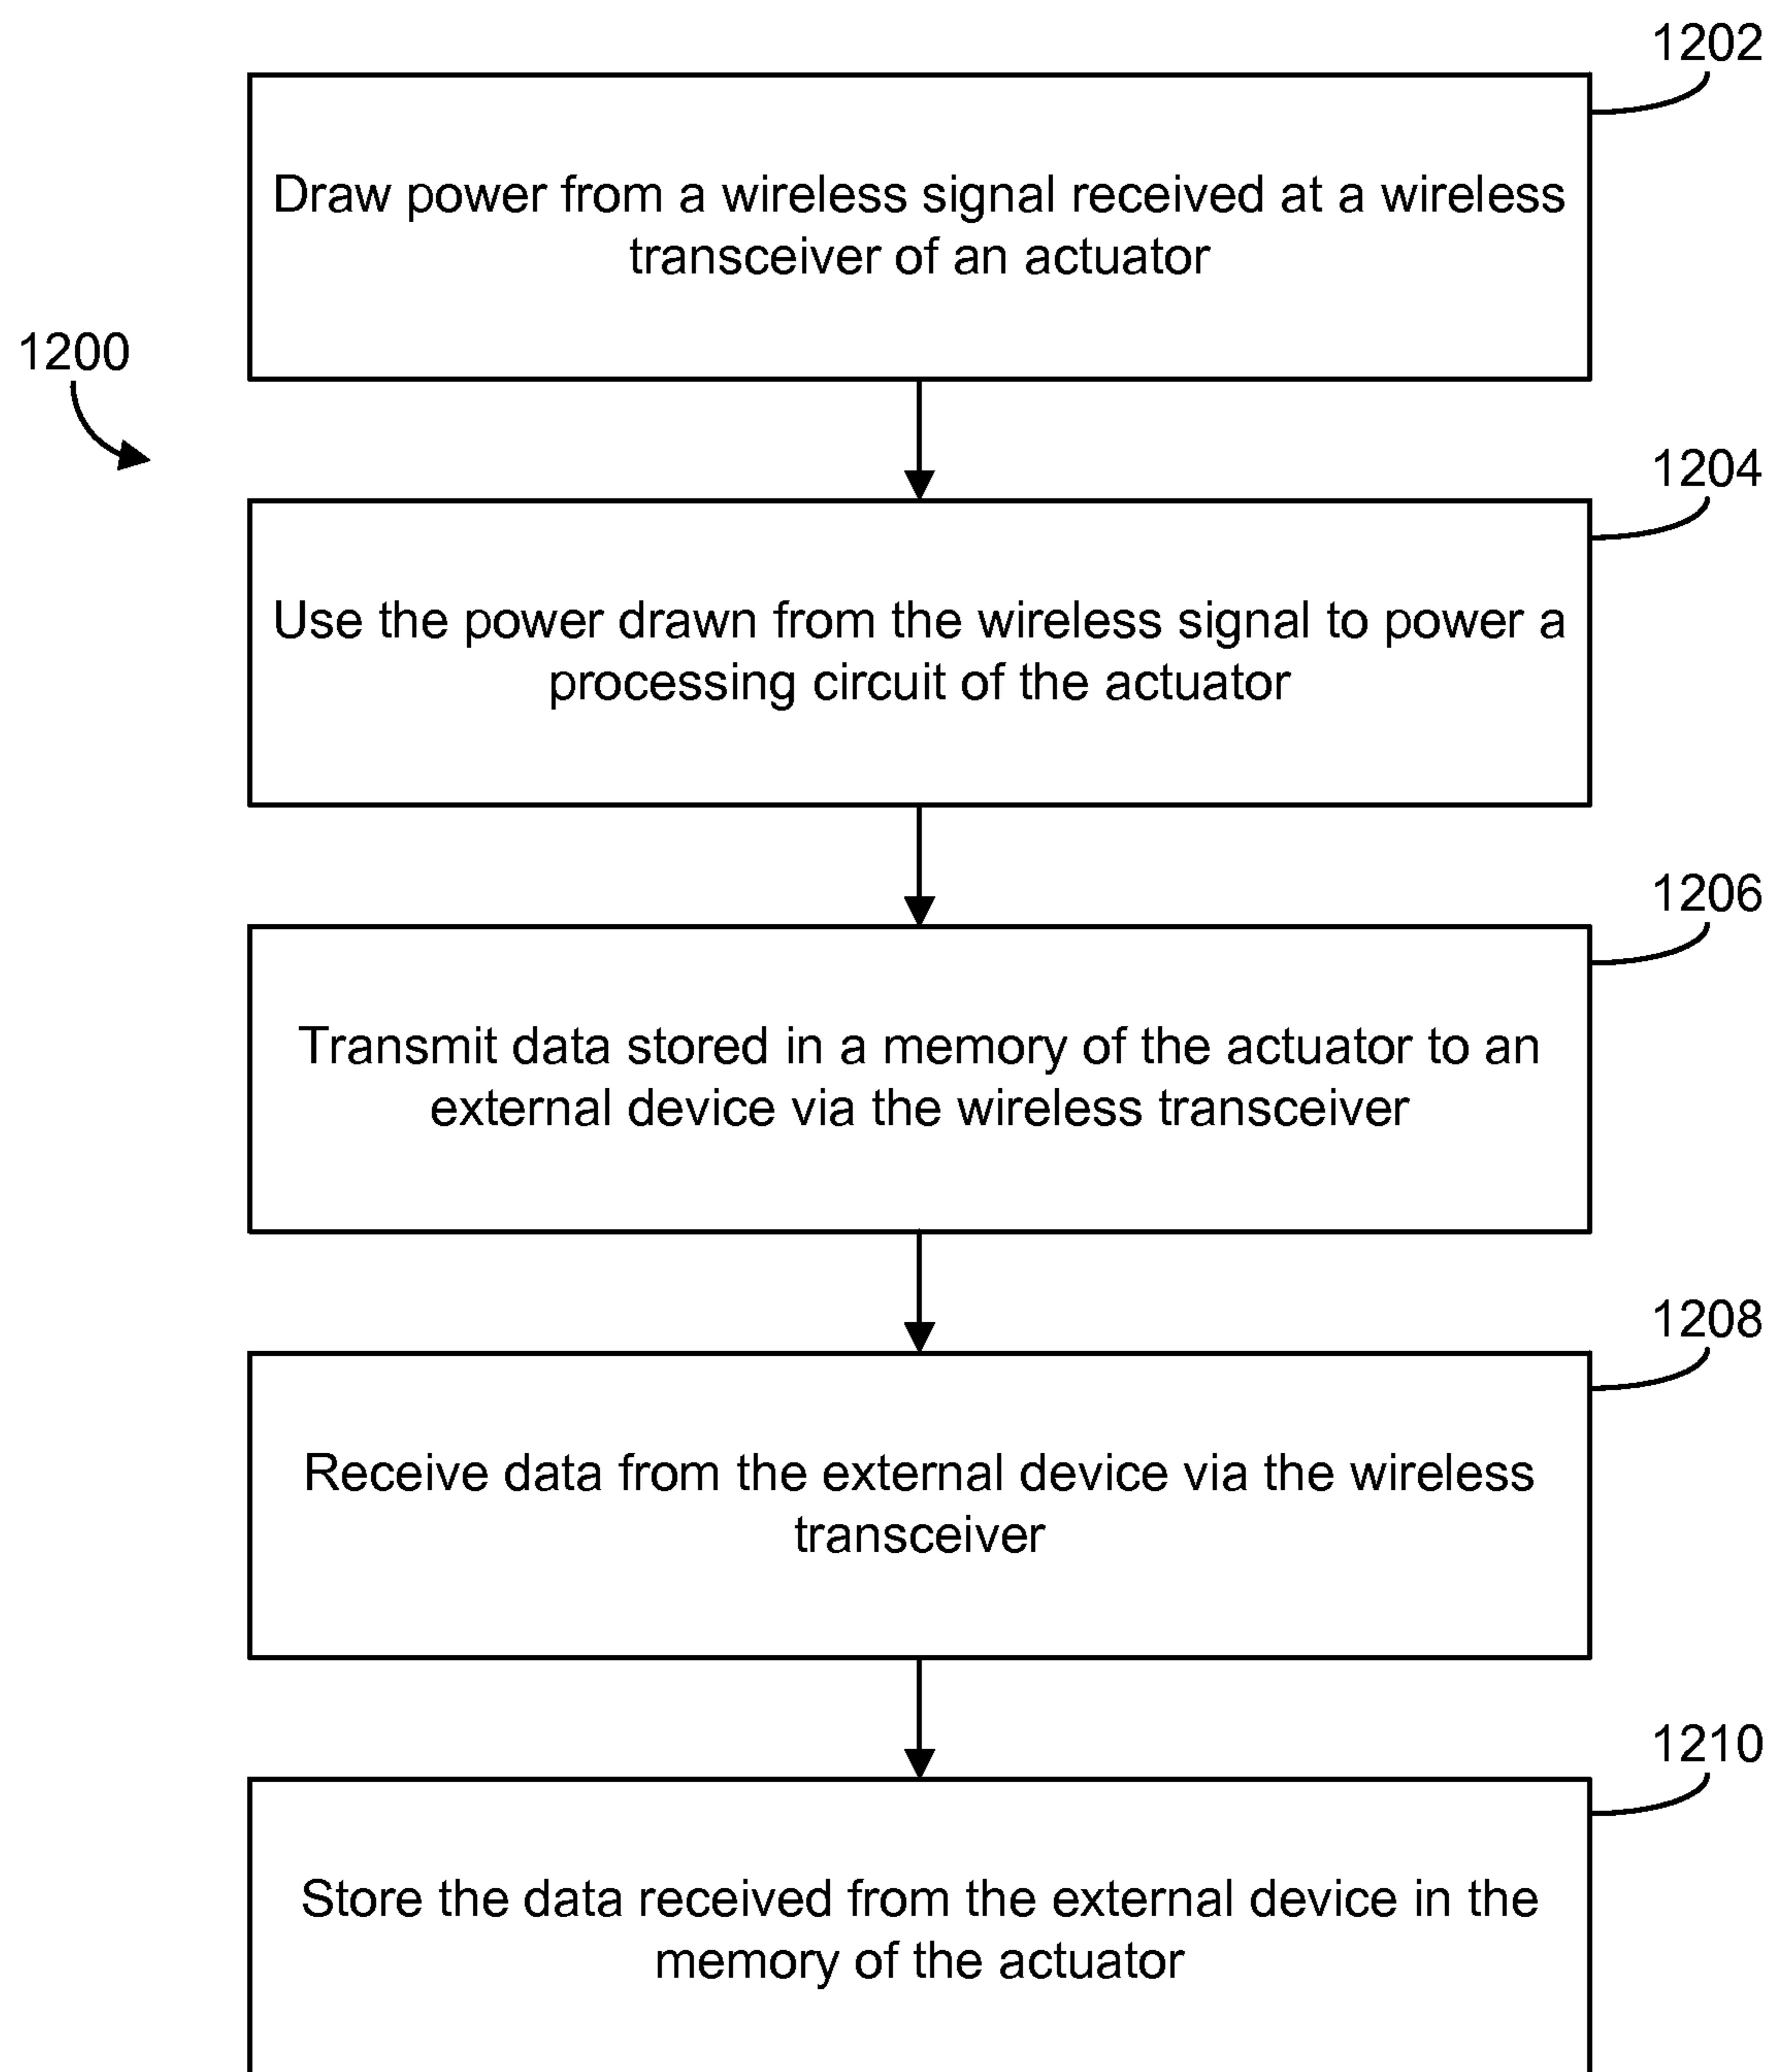 1202
Draw power from a wireless signal received at a wireless
transceiver of an actuator
1200
1204
Use the power drawn from the wireless signal to power a
processing circuit of the actuator
1206
Transmit data stored in a memory of the actuator to an
external device via the wireless transceiver
1208
Receive data from the external device via the wireless
transceiver
1210
Store the data received from the external device in the
memory of the actuator